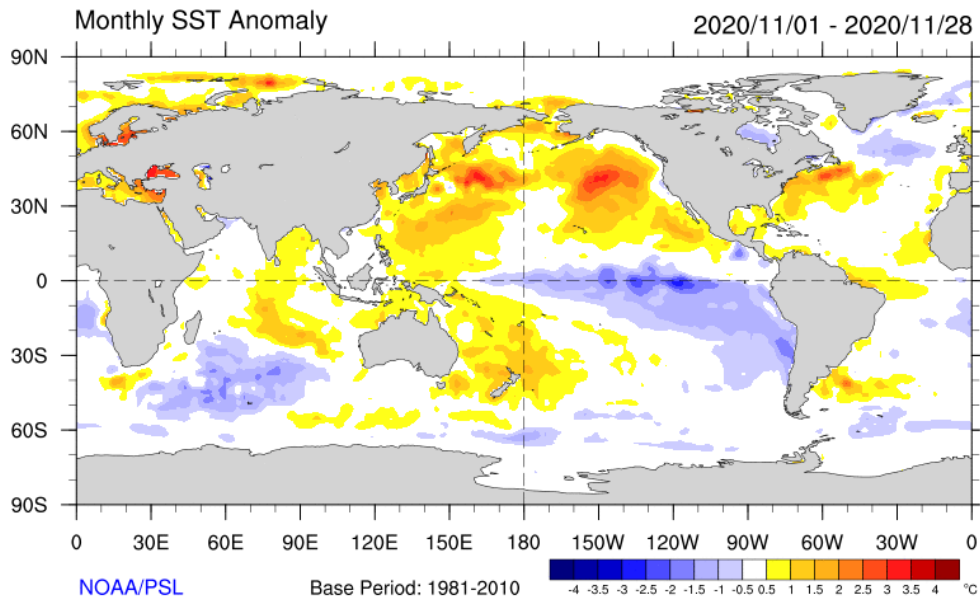 Monthly SST Anomaly 2020/11/01 - 2020/11/28
90N
60N
30N
0
30S
60S
90S
0 30E 60E 90E 120E 150E 180 150W 120W 90W 60W 30W 0
NOAA/PSL Base Period: 1981-2010
-4 -3.5 -3 -2.5 -2 -1.5 -1 -0.5 0.5 1 1.5 2 2.5 3 3.5 4 °C